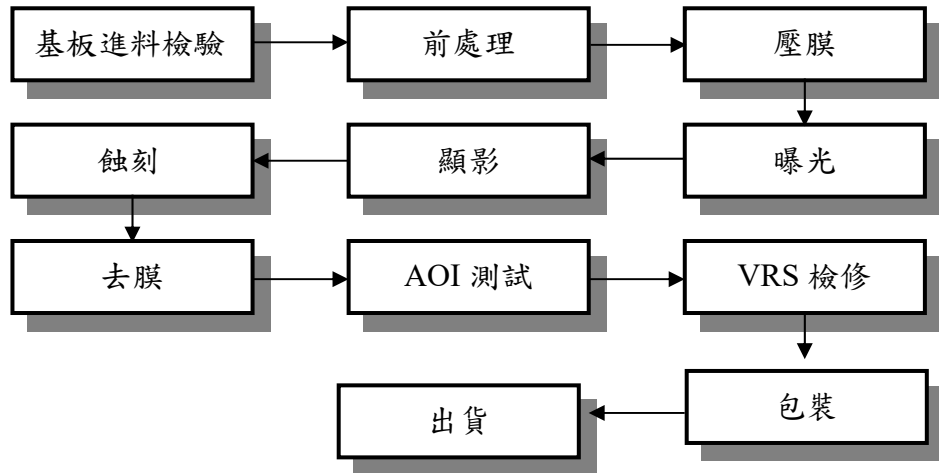 基板進料檢驗
前處理
壓膜
曝光
顯影
蝕刻
去膜
AOI 測試
VRS 檢修
包裝
出貨